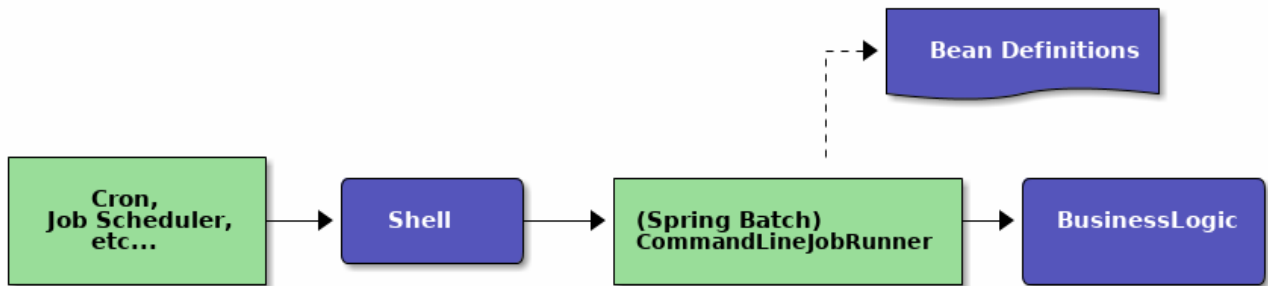 Bean Definitions
Cron,
Job Scheduler,
etc...
Shell
(Spring Batch)
CommandLineJobRunner
BusinessLogic